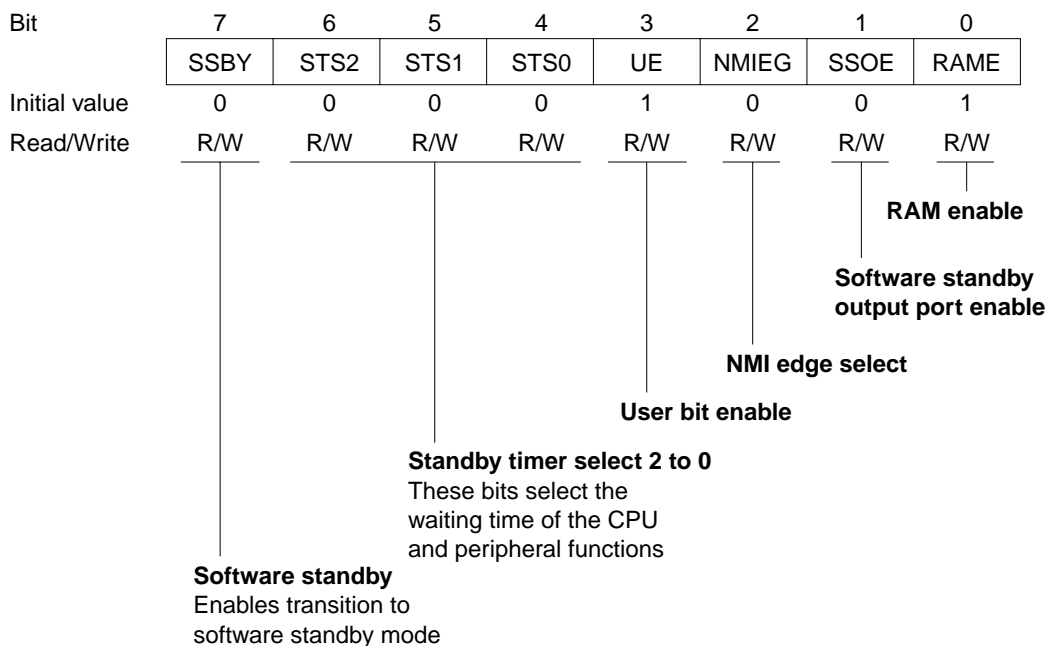 Bit 7 6 5 4 3 2 1 0
SSBY STS2 STS1 STS0 UE NMIEG SSOE RAME
Initial value 0 0 0 0 1 0 0 1
Read/Write R/W R/W R/W R/W R/W R/W R/W R/W
RAM enable
Software standby
output port enable
NMI edge select
User bit enable
Standby timer select 2 to 0
These bits select the
waiting time of the CPU
and peripheral functions
Software standby
Enables transition to
software standby mode